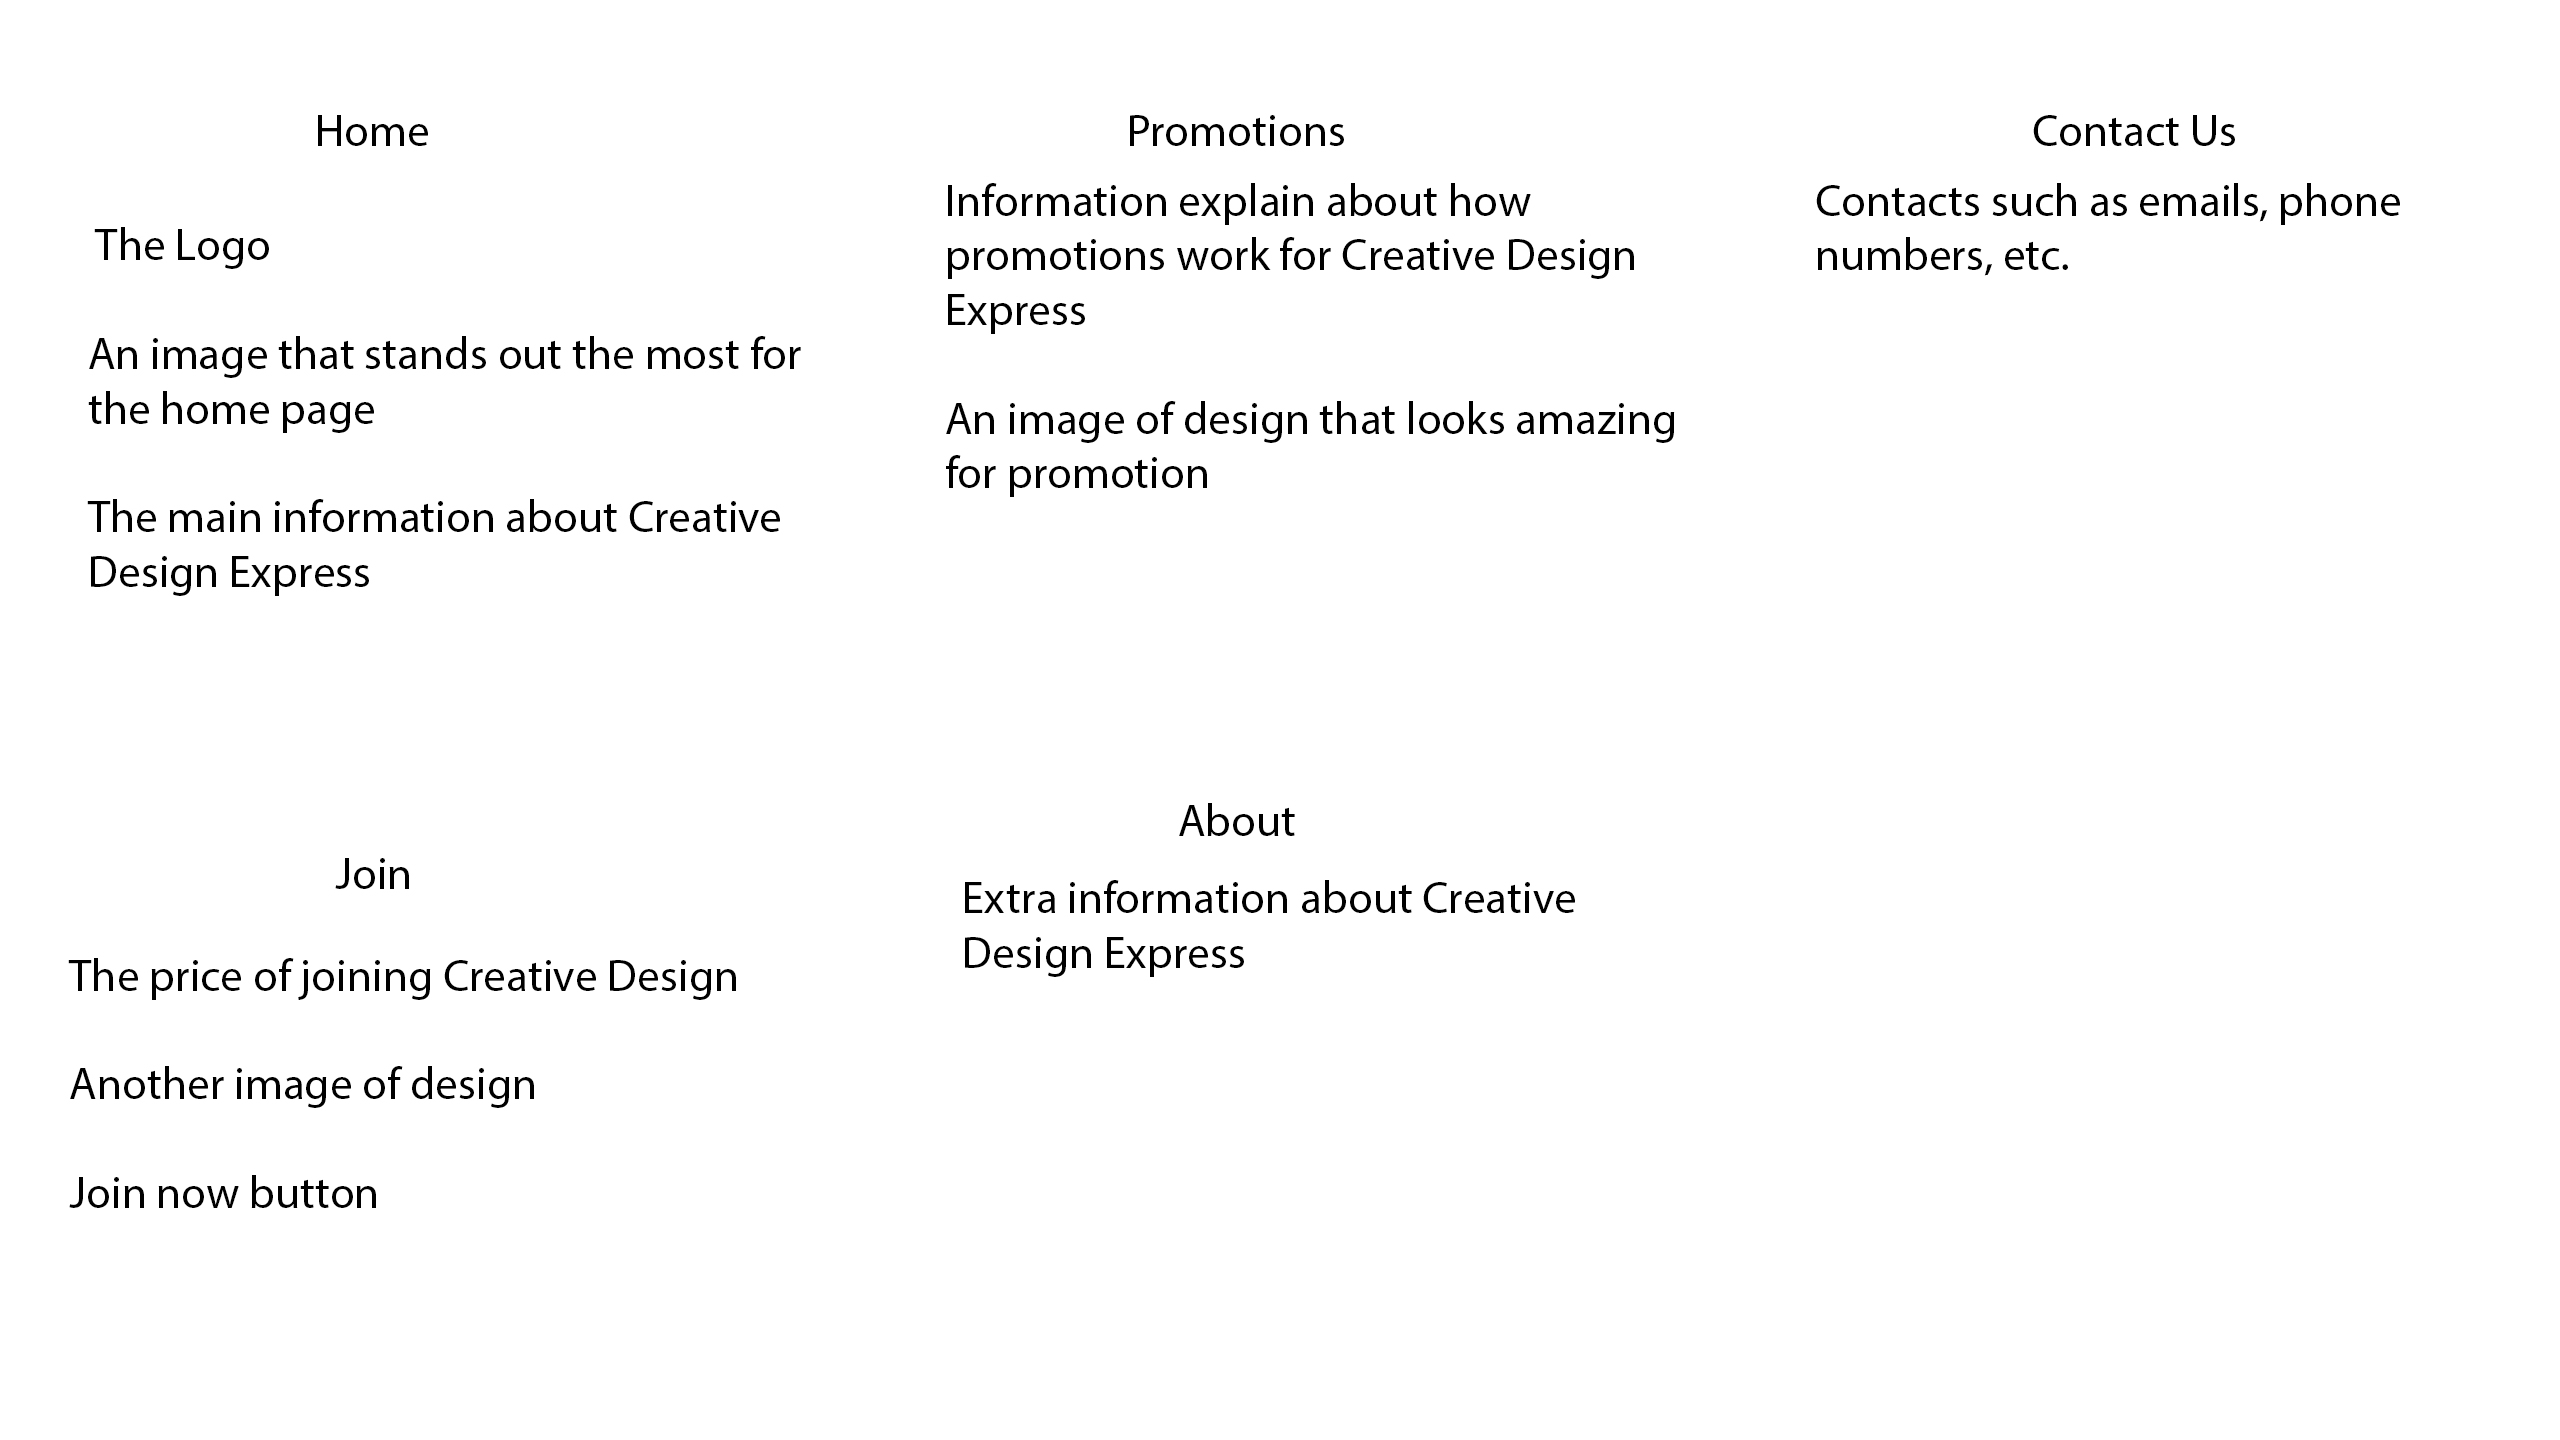 Home
The Logo
An image that stands out the most for
the home page
The main information about Creative
Design Express
Promotions
Information explain about how
promotions work for Creative Design
Express
An image of design that looks amazing
for promotion
Contact Us
Contacts such as emails, phone
numbers, etc.
Join
The price of joining Creative Design
Another image of design
Join now button
About
Extra information about Creative
Design Express